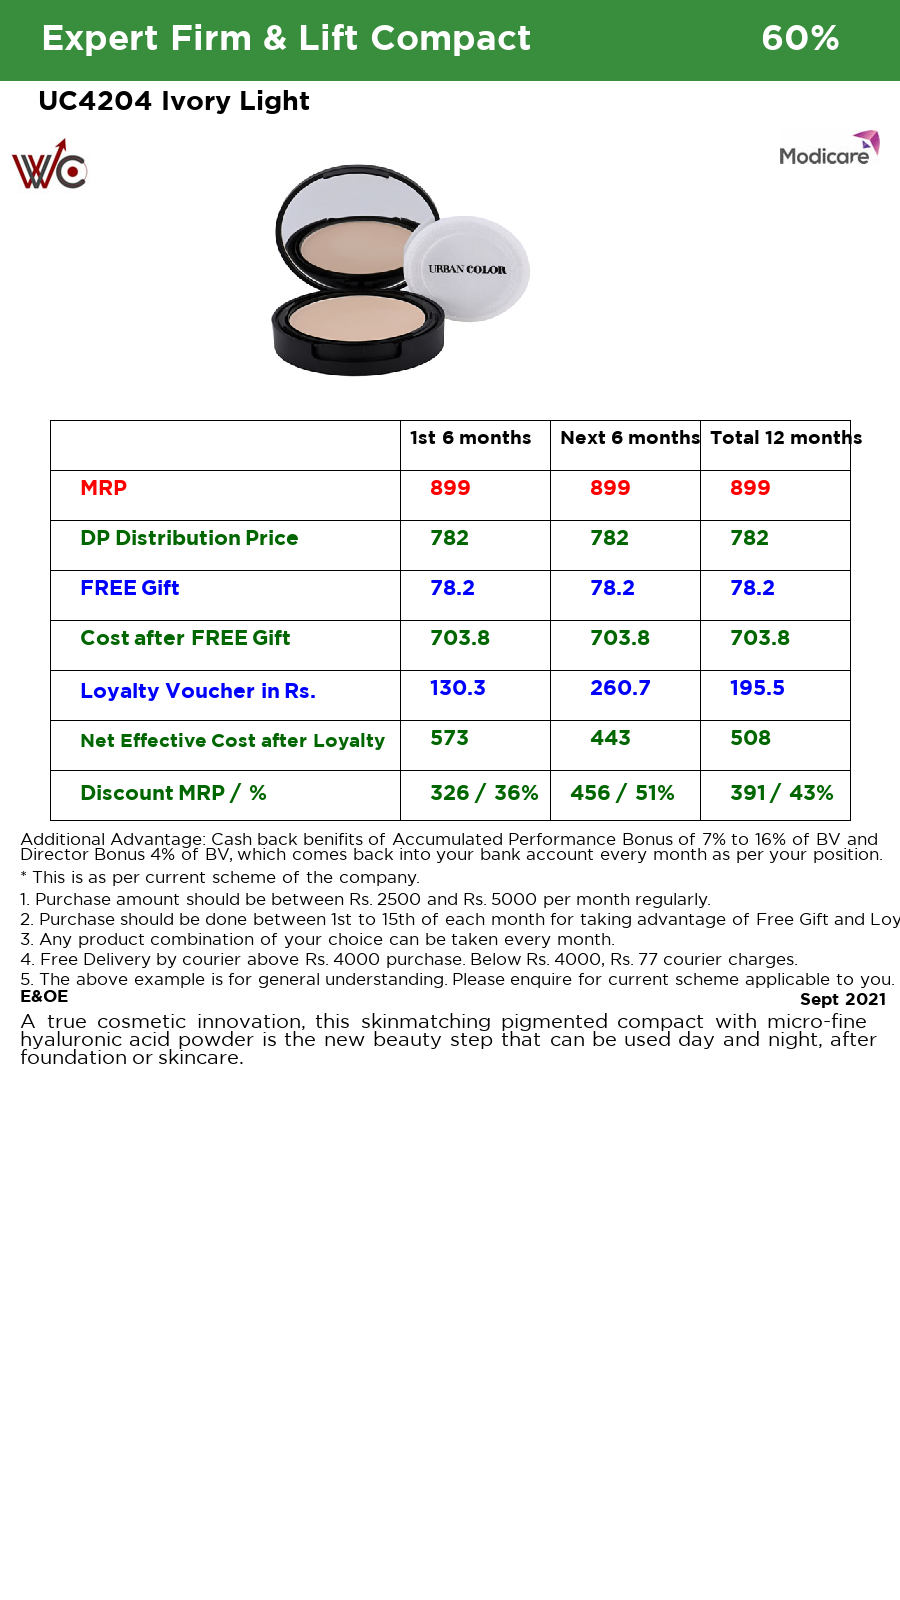 Expert Firm & Lift Compact 60%
UC4204 Ivory Light
WC
Modicare
URBAN COLOR
1st 6 months Next 6 months Total 12 months
MRP 899 899 899
DP Distribution Price 782 782 782
FREE Gift 78.2 78.2 78.2
Cost after FREE Gift 703.8 703.8 703.8
Loyalty Voucher in Rs. 130.3 260.7 195.5
Net Effective Cost after Loyalty 573 443 508
Discount MRP / % 326 / 36% 456 / 51% 391 / 43%
Additional Advantage: Cash back benifits of Accumulated Performance Bonus of 7% to 16% of BV and
Director Bonus 4% of BV, which comes back into your bank account every month as per your position.
* This is as per current scheme of the company.
1. Purchase amount should be between Rs. 2500 and Rs. 5000 per month regularly.
2. Purchase should be done between 1st to 15th of each month for taking advantage of Free Gift and Loy
3. Any product combination of your choice can be taken every month.
4. Free Delivery by courier above Rs. 4000 purchase. Below Rs. 4000, Rs. 77 courier charges.
5. The above example is for general understanding. Please enquire for current scheme applicable to you.
E&OE Sept 2021
A true cosmetic innovation, this skinmatching pigmented compact with micro-fine
hyaluronic acid powder is the new beauty step that can be used day and night, after
foundation or skincare.